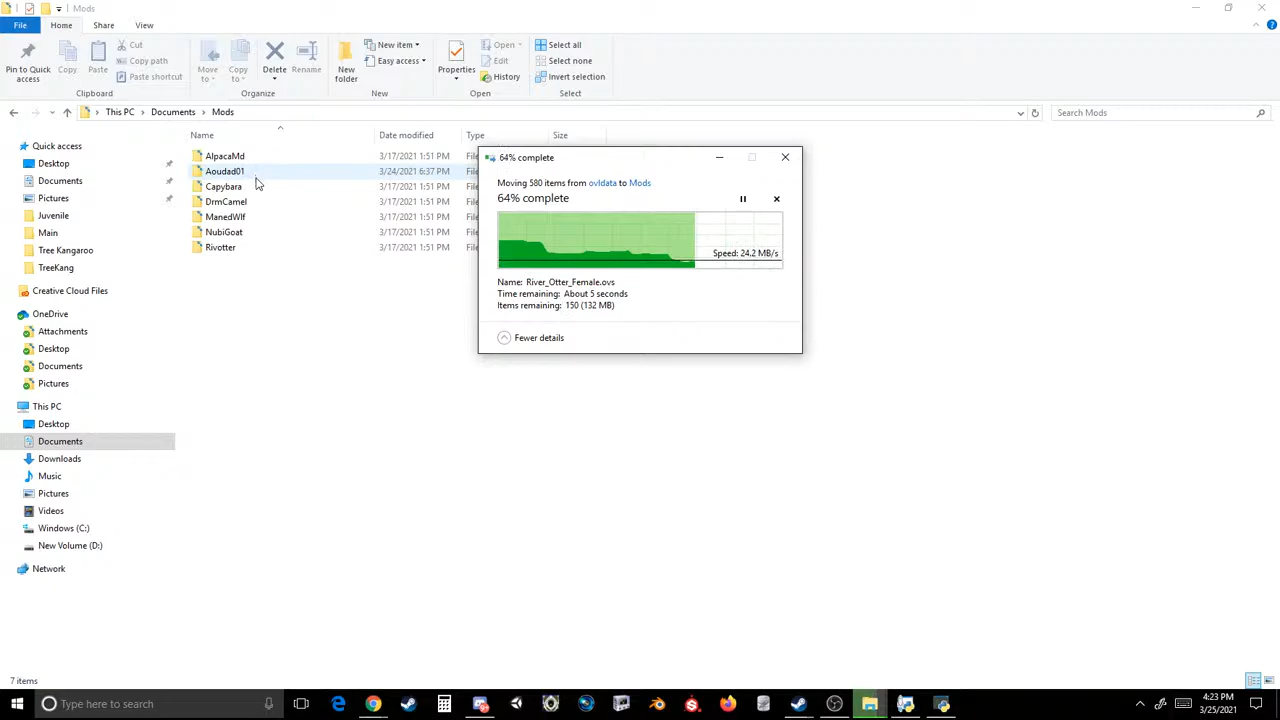 Mods
File Home Share View
Pin to Quick access
Copy
Paste
Cut
Copy path
Paste shortcut
Clipboard
Move to
Copy to
Delete
Rename
Organize
New folder
New item
Easy access
New
Properties
Open
Edit
History
Open
Select all
Select none
Invert selection
Select
This PC Documents Mods
Search Mods
Name Date modified Type Size
AlpacaMd 3/17/2021 1:51 PM File
Aoudad01 3/24/2021 6:37 PM File
Capybara 3/17/2021 1:51 PM File
DrmCamel 3/17/2021 1:51 PM File
ManedWlf 3/17/2021 1:51 PM File
NubiGoat 3/17/2021 1:51 PM File
Rivotter 3/17/2021 1:51 PM File
Quick access
Desktop
Documents
Pictures
Juvenile
Main
Tree Kangaroo
TreeKang
Creative Cloud Files
OneDrive
Attachments
Desktop
Documents
Pictures
This PC
Desktop
Documents
Downloads
Music
Pictures
Videos
Windows (C:)
New Volume (D:)
Network
64% complete
Moving 580 items from ovldata to Mods
64% complete
Speed: 24.2 MB/s
Name: River_Otter_Female.ovs
Time remaining: About 5 seconds
Items remaining: 150 (132 MB)
Fewer details
7 items
Type here to search
4:23 PM
3/25/2021